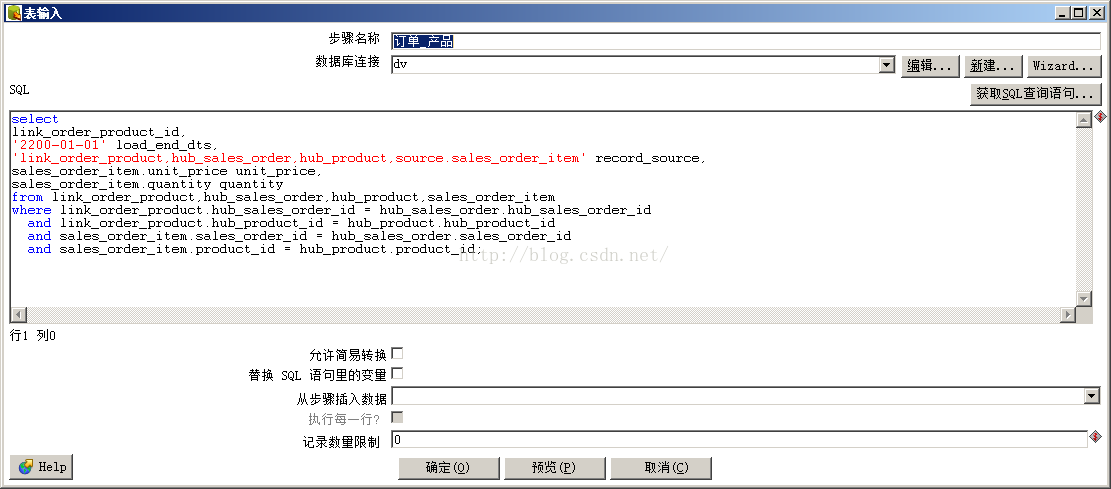 表输入
步骤名称 订单_产品
数据库连接 dv 编辑... 新建... Wizard...
SQL 获取SQL查询语句...
select
link_order_product_id,
'2200-01-01' load_end_dts,
'link_order_product,hub_sales_order,hub_product,source.sales_order_item' record_source,
sales_order_item.unit_price unit_price,
sales_order_item.quantity quantity
from link_order_product,hub_sales_order,hub_product,sales_order_item
where link_order_product.hub_sales_order_id = hub_sales_order.hub_sales_order_id
and link_order_product.hub_product_id = hub_product.hub_product_id
and sales_order_item.sales_order_id = hub_sales_order.sales_order_id
and sales_order_item.product_id = hub_product.product_id;
http://blog.csdn.net/
行1 列0
允许简易转换
替换 SQL 语句里的变量
从步骤插入数据
执行每一行?
记录数量限制 0
Help 确定(O) 预览(P) 取消(C)